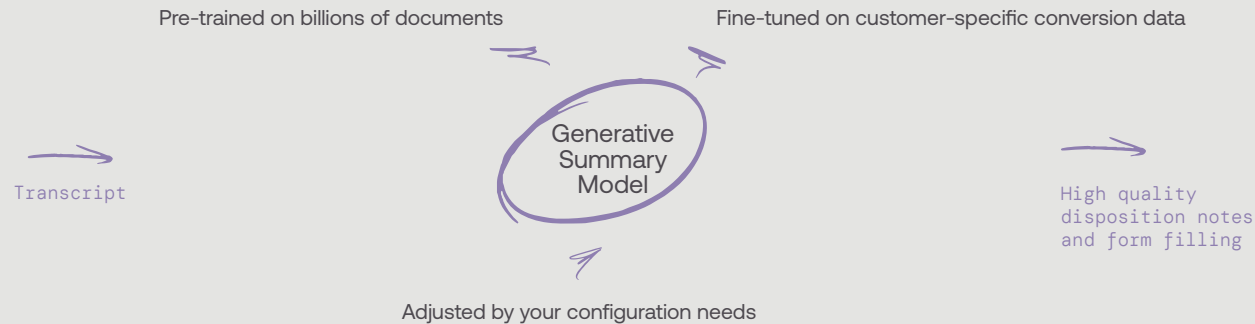 Pre-trained on billions of documents
Fine-tuned on customer-specific conversion data
Generative
Summary
Model
Transcript
High quality
disposition notes
and form filling
Adjusted by your configuration needs